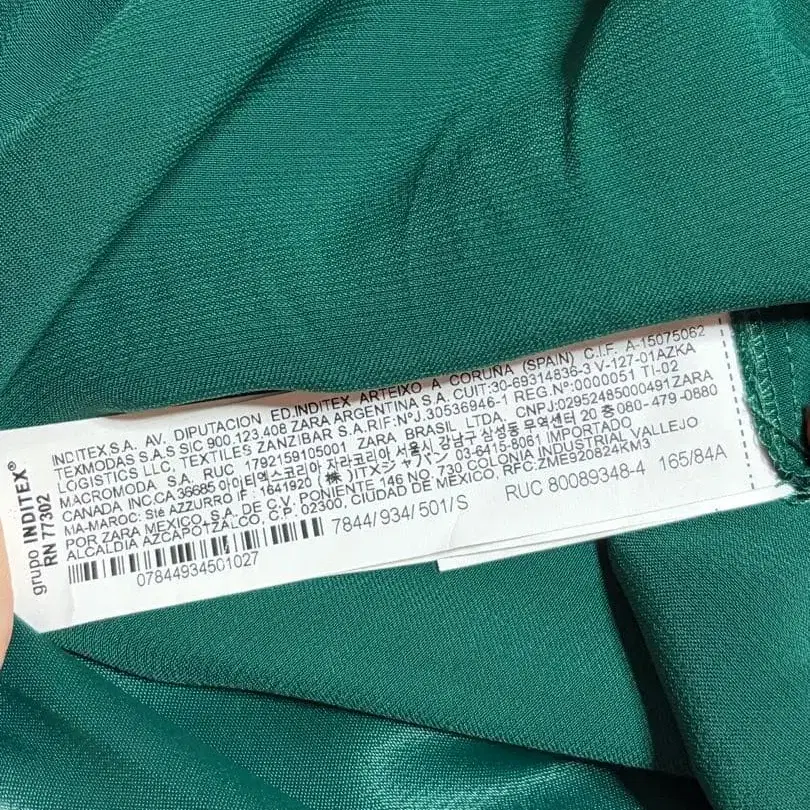 grupo INDITEX®
RN 77302
INDITEX,S.A. AV. DIPUTACION ED.INDITEX ARTEIXO A CORUÑA (SPAIN) C.I.F. A-15075062
TEXMODAS S.A.S SIC 900.123.408 ZARA ARGENTINA S.A. CUIT:30-69314836-3 V-127-01AZKA
LOGISTICS LLC, TEXTILES ZANZIBAR S.A.RIF:NºJ.30536946-1 REG.Nº:0000051 TI-02
MACROMODA S.A. RUC 1792159105001 ZARA BRASIL LTDA. CNPJ:02952485000491ZARA
CANADA INC.CA 36685 아이티엑스코리아 자라코리아 서울시 강남구 삼성동 무역센터 20 층 080-479-0880
MA-MAROC: Sté AZZURRO IF : 1641920 (株)ITXジャパン 03-6415-8061 IMPORTADO
POR ZARA MEXICO, S.A. DE C.V. PONIENTE 146 NO. 730 COLONIA INDUSTRIAL VALLEJO
ALCALDIA AZCAPOTZALCO, C.P. 02300, CIUDAD DE MEXICO, RFC:ZME920824KM3
7844/934/501/S RUC 80089348-4 165/84A
07844934501027